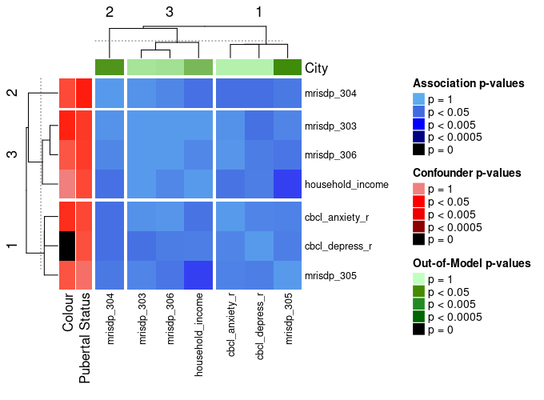 2 3 1
City
2
3
1
mrisdp_304
mrisdp_303
mrisdp_306
household_income
cbcl_anxiety_r
cbcl_depress_r
mrisdp_305
Colour
Pubertal Status
mrisdp_304
mrisdp_303
mrisdp_306
household_income
cbcl_anxiety_r
cbcl_depress_r
mrisdp_305
Association p-values
p = 1
p < 0.05
p < 0.005
p < 0.0005
p = 0
Confounder p-values
p = 1
p < 0.05
p < 0.005
p < 0.0005
p = 0
Out-of-Model p-values
p = 1
p < 0.05
p < 0.005
p < 0.0005
p = 0